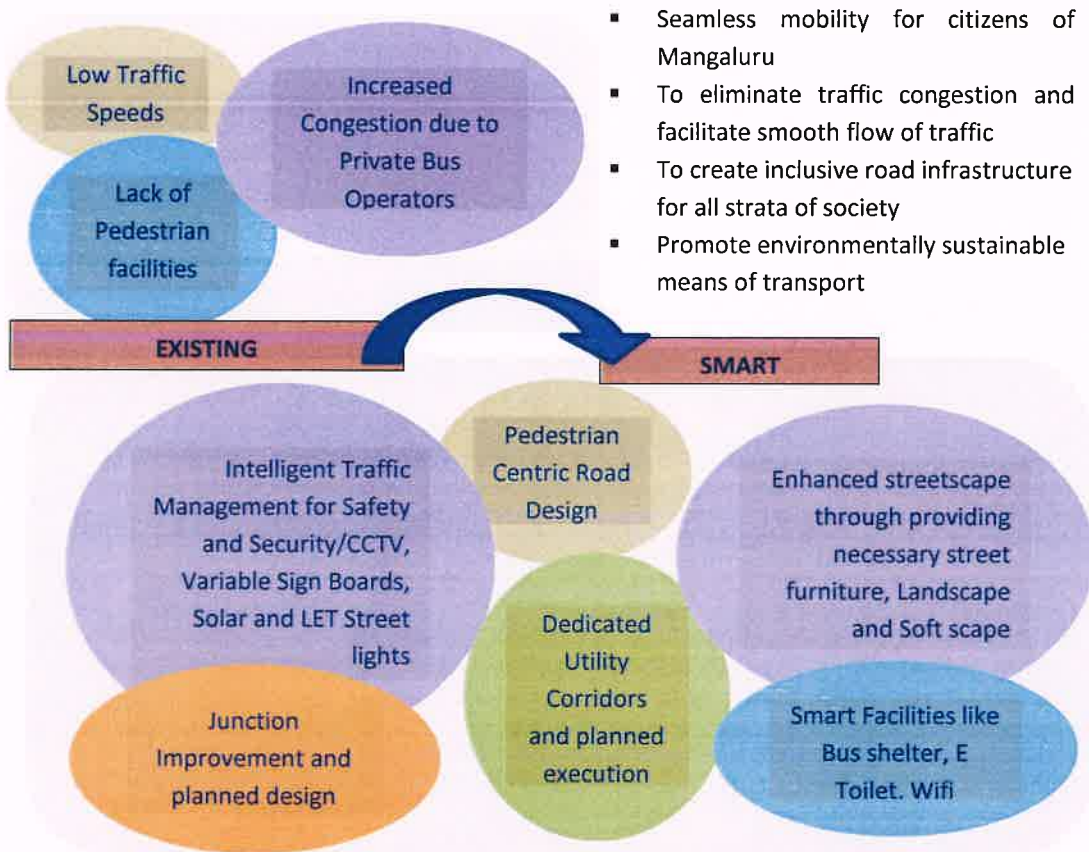 Low Traffic
Speeds
Increased
Congestion due to
Private Bus
Operators
Lack of
Pedestrian
facilities
▪ Seamless mobility for citizens of
Mangaluru
▪ To eliminate traffic congestion and
facilitate smooth flow of traffic
▪ To create inclusive road infrastructure
for all strata of society
▪ Promote environmentally sustainable
means of transport
EXISTING
SMART
Intelligent Traffic
Management for Safety
and Security/CCTV,
Variable Sign Boards,
Solar and LET Street
lights
Pedestrian
Centric Road
Design
Enhanced streetscape
through providing
necessary street
furniture, Landscape
and Soft scape
Junction
Improvement and
planned design
Dedicated
Utility
Corridors
and planned
execution
Smart Facilities like
Bus shelter, E
Toilet. Wifi